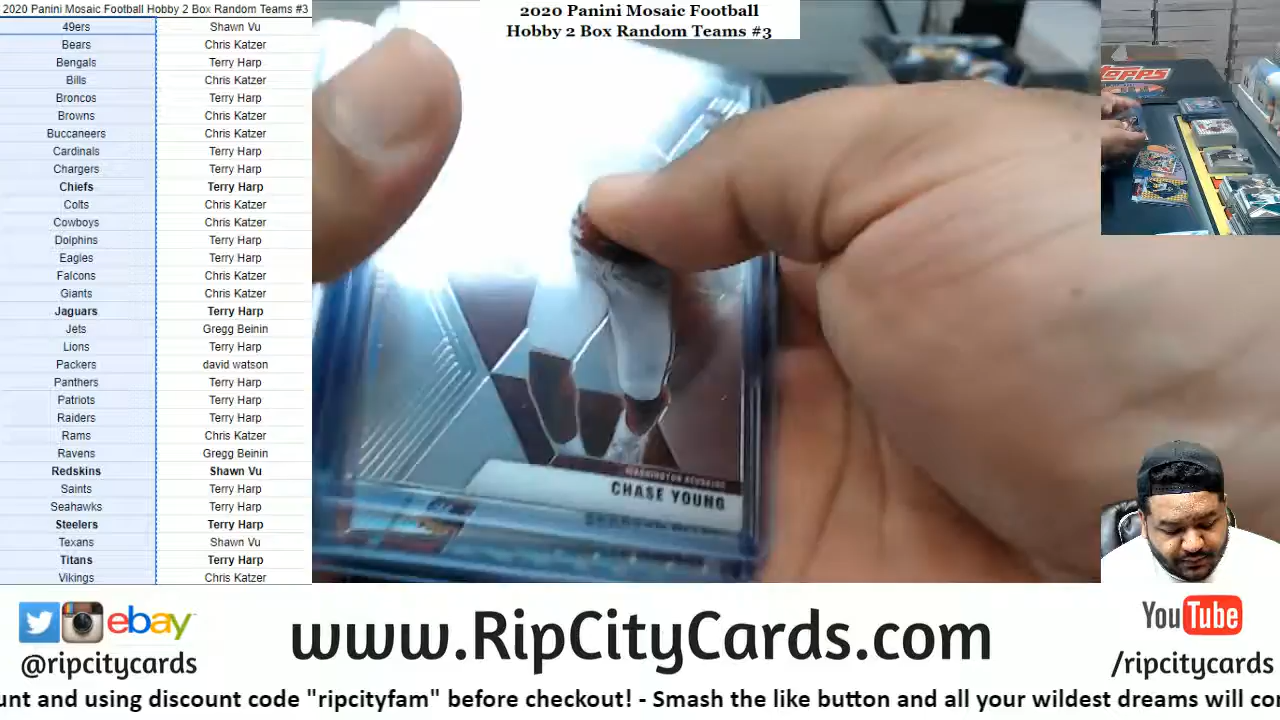 2020 Panini Mosaic Football Hobby 2 Box Random Teams #3
49ers Shawn Vu
Bears Chris Katzer
Bengals Terry Harp
Bills Chris Katzer
Broncos Terry Harp
Browns Chris Katzer
Buccaneers Chris Katzer
Cardinals Terry Harp
Chargers Terry Harp
Chiefs Terry Harp
Colts Chris Katzer
Cowboys Chris Katzer
Dolphins Terry Harp
Eagles Terry Harp
Falcons Chris Katzer
Giants Chris Katzer
Jaguars Terry Harp
Jets Gregg Beinin
Lions Terry Harp
Packers david watson
Panthers Terry Harp
Patriots Terry Harp
Raiders Terry Harp
Rams Chris Katzer
Ravens Gregg Beinin
Redskins Shawn Vu
Saints Terry Harp
Seahawks Terry Harp
Steelers Terry Harp
Texans Shawn Vu
Titans Terry Harp
Vikings Chris Katzer
2020 Panini Mosaic Football
Hobby 2 Box Random Teams #3
WASHINGTON REDSKINS
CHASE YOUNG
TOPPS
ebay
@ripcitycards
www.RipCityCards.com
YouTube
/ripcitycards
unt and using discount code "ripcityfam" before checkout! - Smash the like button and all your wildest dreams will co